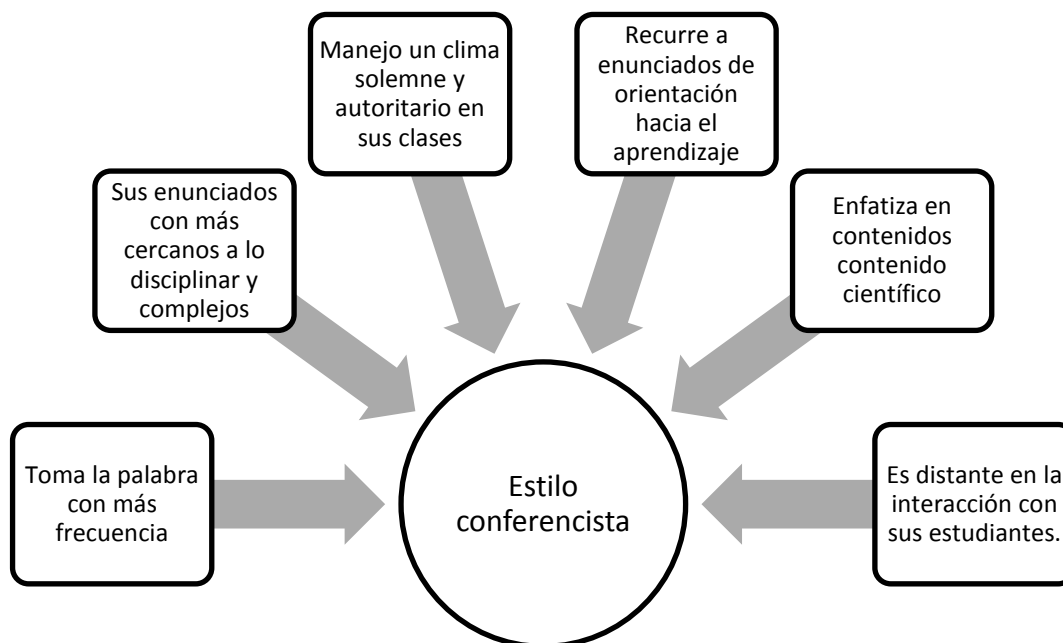 Toma la palabra
con más
frecuencia
Sus enunciados
con más
cercanos a lo
disciplinar y
complejos
Manejo un clima
solemne y
autoritario en
sus clases
Recurre a
enunciados de
orientación
hacia el
aprendizaje
Enfatiza en
contenidos
contenido
científico
Es distante en la
interacción con
sus estudiantes.
Estilo
conferencista